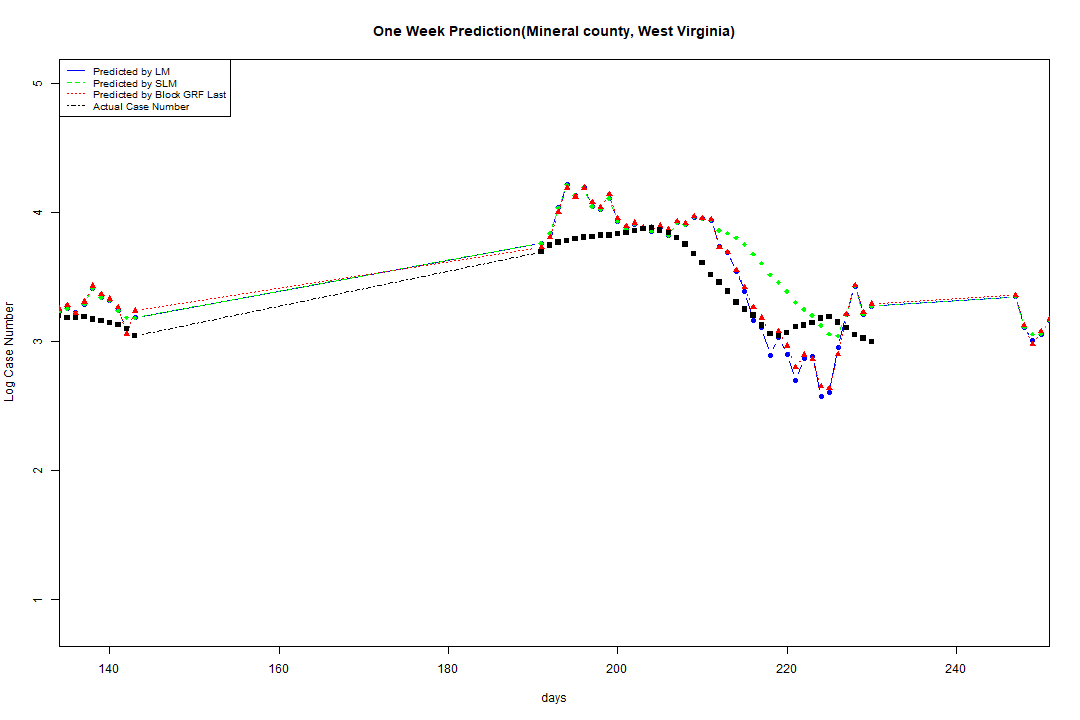 One Week Prediction(Mineral county, West Virginia)
Predicted by LM
Predicted by SLM
Predicted by Block GRF Last
Actual Case Number
5
4
3
2
1
Log Case Number
140 160 180 200 220 240
days